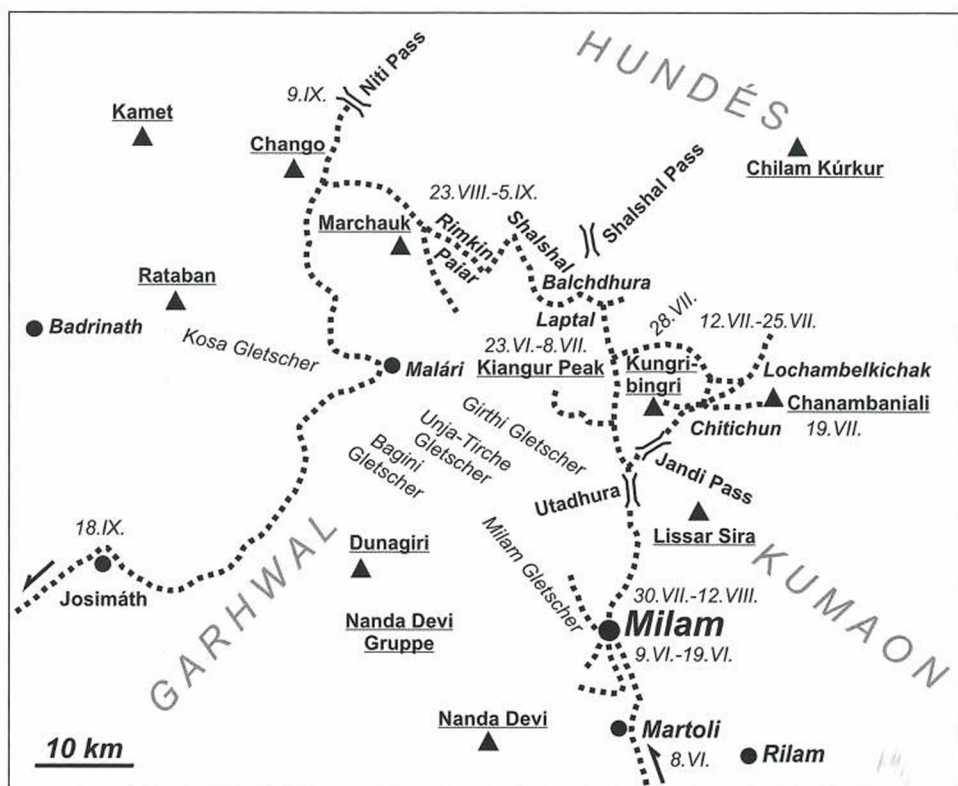 HUNDÉS
Niti Pass
9.IX.
Kamet
Chango
Chilam Kúrkur
Shalshal Pass
23.VIII.-5.IX.
Marchauk
Rimkin
Paiar
Shalshal
Rataban
Balchdhura
Badrinath
Laptal
Kosa Gletscher
28.VII.
12.VII.-25.VII.
23.VI.-8.VII.
Malári
Kiangur Peak
Kungri-
bingri
Lochambelkichak
Chanambaniali
Chitichun
19.VII.
Girthi Gletscher
Unja-Tirche
Gletscher
Bagini
Gletscher
Jandi Pass
Utadhura
Milam Gletscher
Lissar Sira
18.IX.
Josimáth
GARHWAL
Dunagiri
KUMAON
30.VII.-12.VIII.
Milam
9.VI.-19.VI.
Nanda Devi
Gruppe
Nanda Devi
Martoli
8.VI.
Rilam
10 km